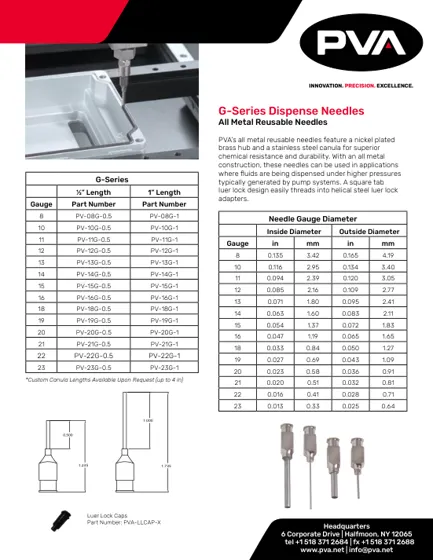 PVA
INNOVATION. PRECISION. EXCELLENCE.
G-Series Dispense Needles
All Metal Reusable Needles
PVA's all metal reusable needles feature a nickel plated
brass hub and a stainless steel canula for superior
chemical resistance and durability. With an all metal
construction, these needles can be used in applications
where fluids are being dispensed under higher pressures
typically generated by pump systems. A square tab
luer lock design easily threads into helical steel luer lock
adapters.
G-Series
½" Length 1" Length
Gauge Part Number Part Number
8 PV-08G-0.5 PV-08G-1
10 PV-10G-0.5 PV-10G-1
11 PV-11G-0.5 PV-11G-1
12 PV-12G-0.5 PV-12G-1
13 PV-13G-0.5 PV-13G-1
14 PV-14G-0.5 PV-14G-1
15 PV-15G-0.5 PV-15G-1
16 PV-16G-0.5 PV-16G-1
18 PV-18G-0.5 PV-18G-1
19 PV-19G-0.5 PV-19G-1
20 PV-20G-0.5 PV-20G-1
21 PV-21G-0.5 PV-21G-1
22 PV-22G-0.5 PV-22G-1
23 PV-23G-0.5 PV-23G-1
*Custom Canula Lengths Available Upon Request (up to 4 in)
Needle Gauge Diameter
Inside Diameter Outside Diameter
Gauge in mm in mm
8 0.135 3.42 0.165 4.19
10 0.116 2.95 0.134 3.40
11 0.094 2.39 0.120 3.05
12 0.085 2.16 0.109 2.77
13 0.071 1.80 0.095 2.41
14 0.063 1.60 0.083 2.11
15 0.054 1.37 0.072 1.83
16 0.047 1.19 0.065 1.65
18 0.033 0.84 0.050 1.27
19 0.027 0.69 0.043 1.09
20 0.023 0.58 0.036 0.91
21 0.020 0.51 0.032 0.81
22 0.016 0.41 0.028 0.71
23 0.013 0.33 0.025 0.64
Luer Lock Caps
Part Number: PVA-LLCAP-X
Headquarters
6 Corporate Drive | Halfmoon, NY 12065
tel +1 518 371 2684 | fx +1 518 371 2688
www.pva.net | info@pva.net